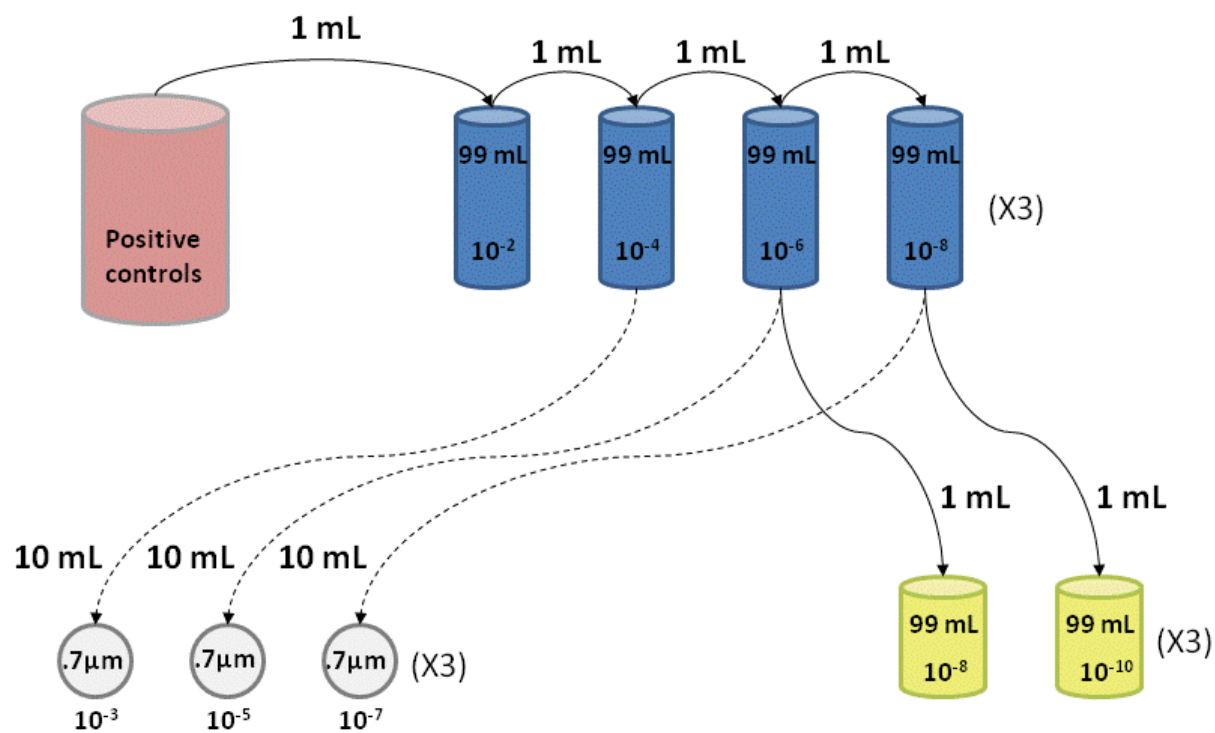 1 mL
1 mL 1 mL 1 mL
99 mL 99 mL 99 mL 99 mL
Positive
controls
10⁻² 10⁻⁴ 10⁻⁶ 10⁻⁸
(X3)
1 mL 1 mL
10 mL 10 mL 10 mL
.7µm .7µm .7µm (X3)
10⁻³ 10⁻⁵ 10⁻⁷
99 mL 99 mL
10⁻⁸ 10⁻¹⁰
(X3)